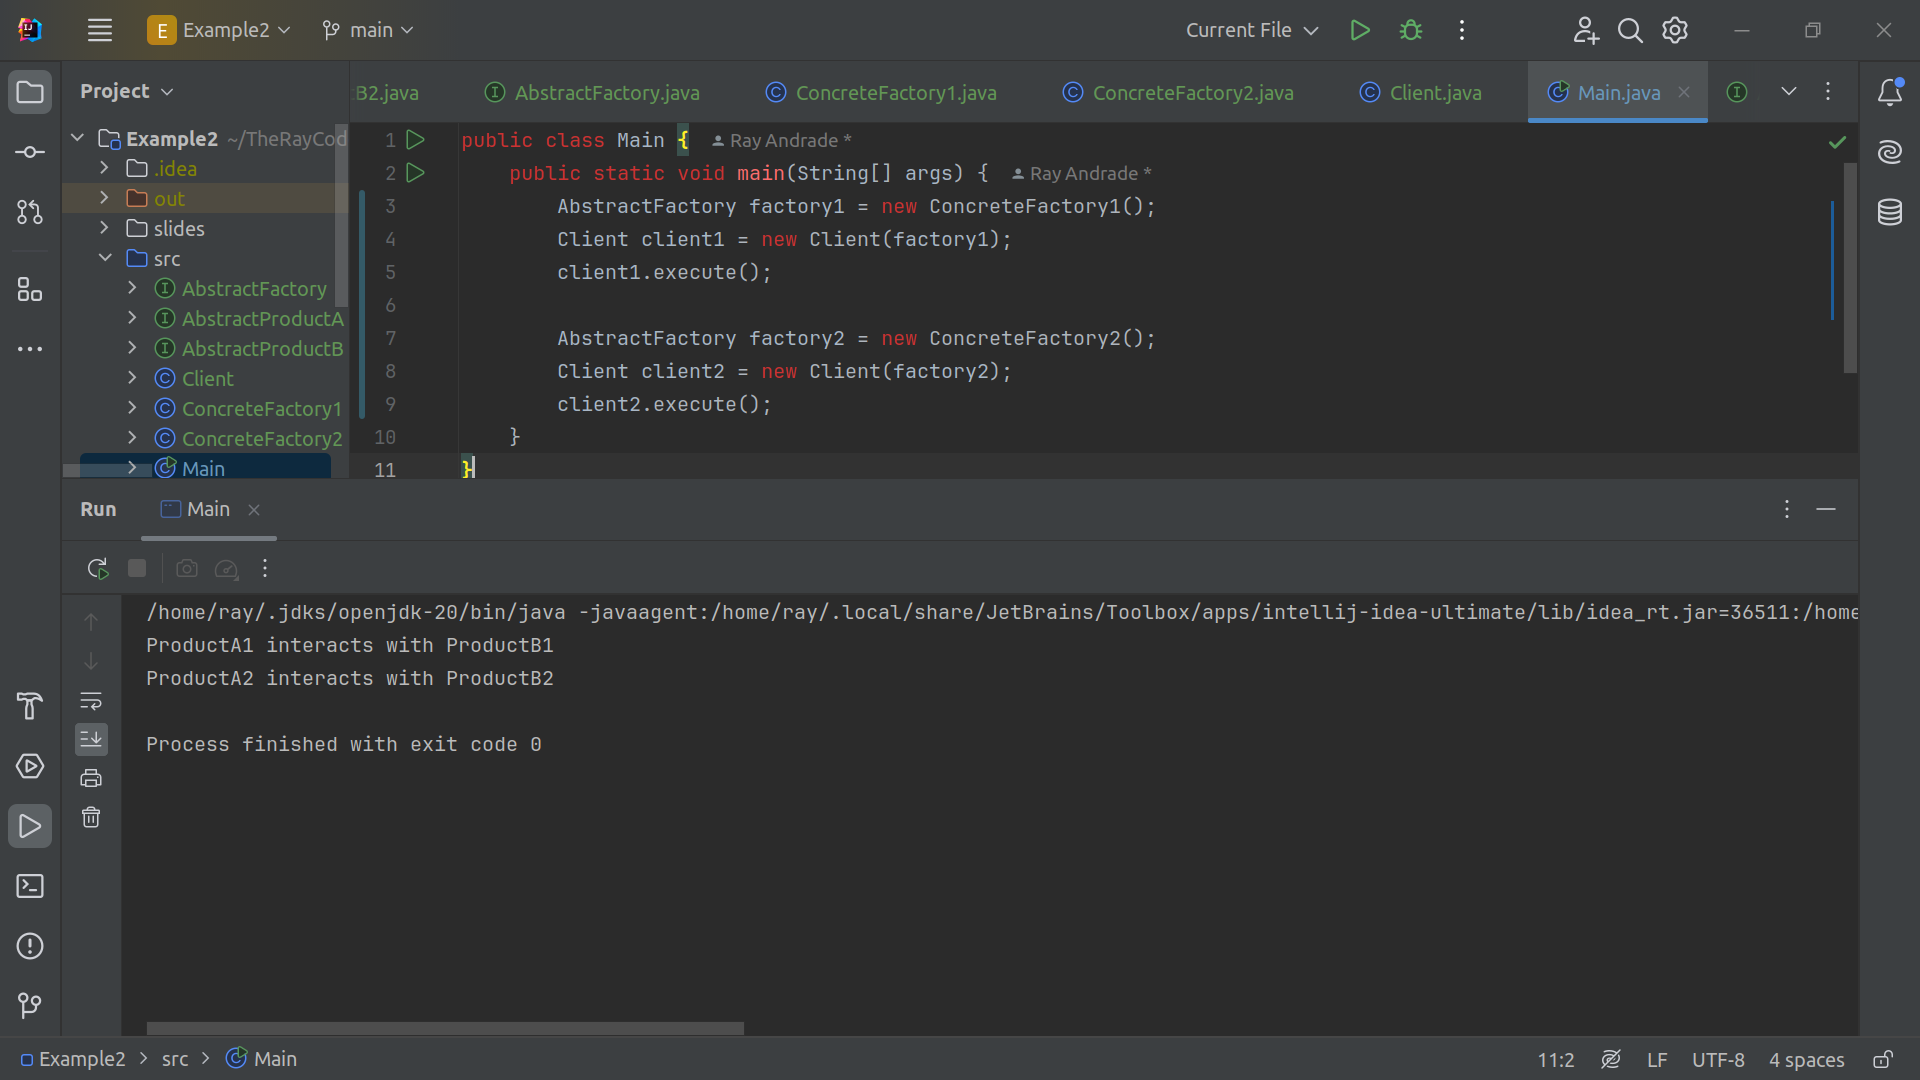 E Example2 main Current File
Project
B2.java AbstractFactory.java ConcreteFactory1.java ConcreteFactory2.java Client.java Main.java
Example2 ~/TheRayCod
.idea
out
slides
src
AbstractFactory
AbstractProductA
AbstractProductB
Client
ConcreteFactory1
ConcreteFactory2
Main
1 public class Main { Ray Andrade *
2 public static void main(String[] args) { Ray Andrade *
3 AbstractFactory factory1 = new ConcreteFactory1();
4 Client client1 = new Client(factory1);
5 client1.execute();
6
7 AbstractFactory factory2 = new ConcreteFactory2();
8 Client client2 = new Client(factory2);
9 client2.execute();
10 }
11 }
Run Main
/home/ray/.jdks/openjdk-20/bin/java -javaagent:/home/ray/.local/share/JetBrains/Toolbox/apps/intellij-idea-ultimate/lib/idea_rt.jar=36511:/home
ProductA1 interacts with ProductB1
ProductA2 interacts with ProductB2
Process finished with exit code 0
Example2 > src > Main 11:2 LF UTF-8 4 spaces